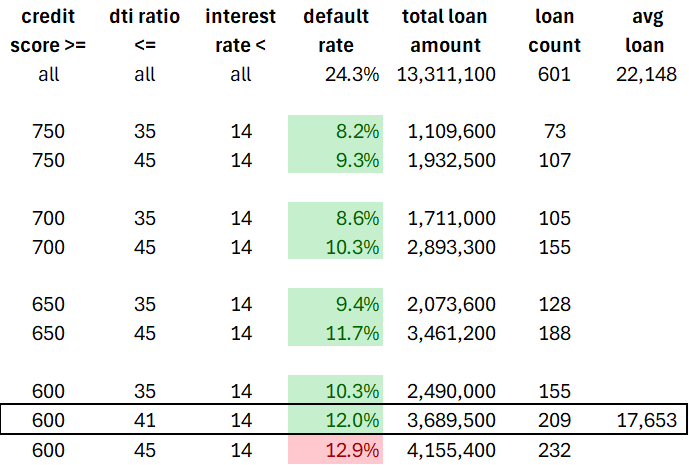 credit dti ratio interest default total loan loan avg
score >= <= rate < rate amount count loan
all all all 24.3% 13,311,100 601 22,148
750 35 14 8.2% 1,109,600 73
750 45 14 9.3% 1,932,500 107
700 35 14 8.6% 1,711,000 105
700 45 14 10.3% 2,893,300 155
650 35 14 9.4% 2,073,600 128
650 45 14 11.7% 3,461,200 188
600 35 14 10.3% 2,490,000 155
600 41 14 12.0% 3,689,500 209 17,653
600 45 14 12.9% 4,155,400 232